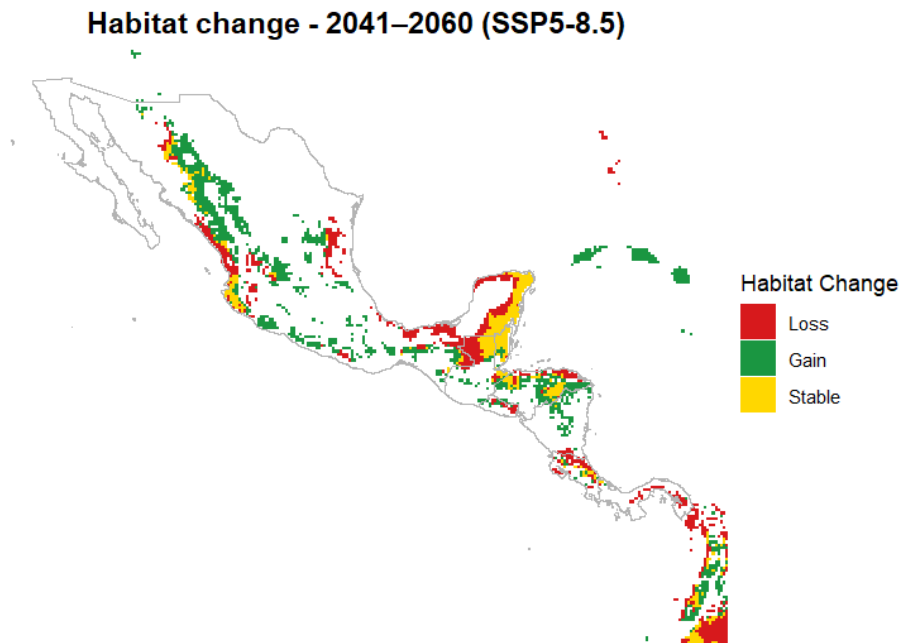 Habitat change - 2041–2060 (SSP5-8.5)
Habitat Change
Loss
Gain
Stable